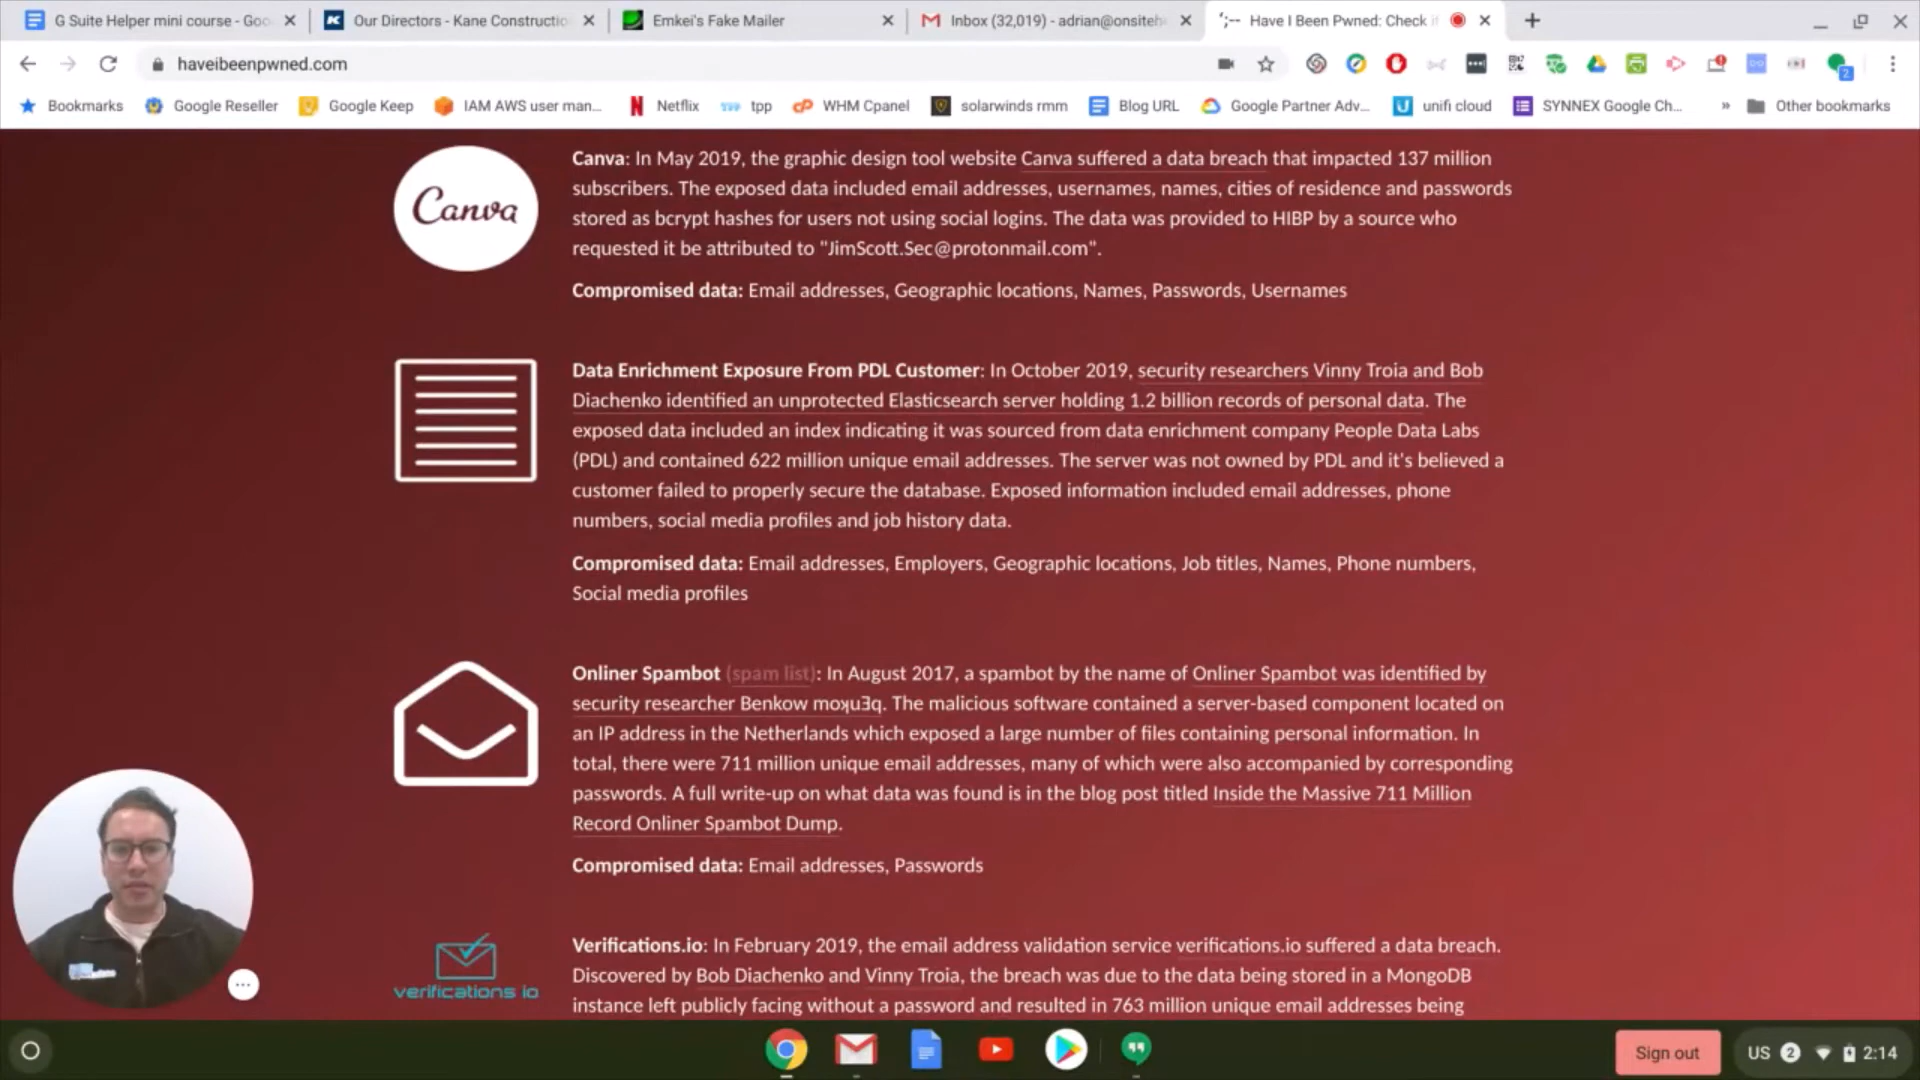 G Suite Helper mini course - Goo
Our Directors - Kane Constructio
Emkei's Fake Mailer
Inbox (32,019) - adrian@onsitehe
Have I Been Pwned: Check if
haveibeenpwned.com
2
Bookmarks
Google Reseller
Google Keep
IAM AWS user man...
Netflix
tpp
WHM Cpanel
solarwinds rmm
Blog URL
Google Partner Adv...
unifi cloud
SYNNEX Google Ch...
»
Other bookmarks
Canva
Canva: In May 2019, the graphic design tool website Canva suffered a data breach that impacted 137 million
subscribers. The exposed data included email addresses, usernames, names, cities of residence and passwords
stored as bcrypt hashes for users not using social logins. The data was provided to HIBP by a source who
requested it be attributed to "JimScott.Sec@protonmail.com".
Compromised data: Email addresses, Geographic locations, Names, Passwords, Usernames
Data Enrichment Exposure From PDL Customer: In October 2019, security researchers Vinny Troia and Bob
Diachenko identified an unprotected Elasticsearch server holding 1.2 billion records of personal data. The
exposed data included an index indicating it was sourced from data enrichment company People Data Labs
(PDL) and contained 622 million unique email addresses. The server was not owned by PDL and it's believed a
customer failed to properly secure the database. Exposed information included email addresses, phone
numbers, social media profiles and job history data.
Compromised data: Email addresses, Employers, Geographic locations, Job titles, Names, Phone numbers,
Social media profiles
Onliner Spambot (spam list): In August 2017, a spambot by the name of Onliner Spambot was identified by
security researcher Benkow moʞuƎq. The malicious software contained a server-based component located on
an IP address in the Netherlands which exposed a large number of files containing personal information. In
total, there were 711 million unique email addresses, many of which were also accompanied by corresponding
passwords. A full write-up on what data was found is in the blog post titled Inside the Massive 711 Million
Record Onliner Spambot Dump.
Compromised data: Email addresses, Passwords
verifications io
Verifications.io: In February 2019, the email address validation service verifications.io suffered a data breach.
Discovered by Bob Diachenko and Vinny Troia, the breach was due to the data being stored in a MongoDB
instance left publicly facing without a password and resulted in 763 million unique email addresses being
Sign out
US 2 2:14